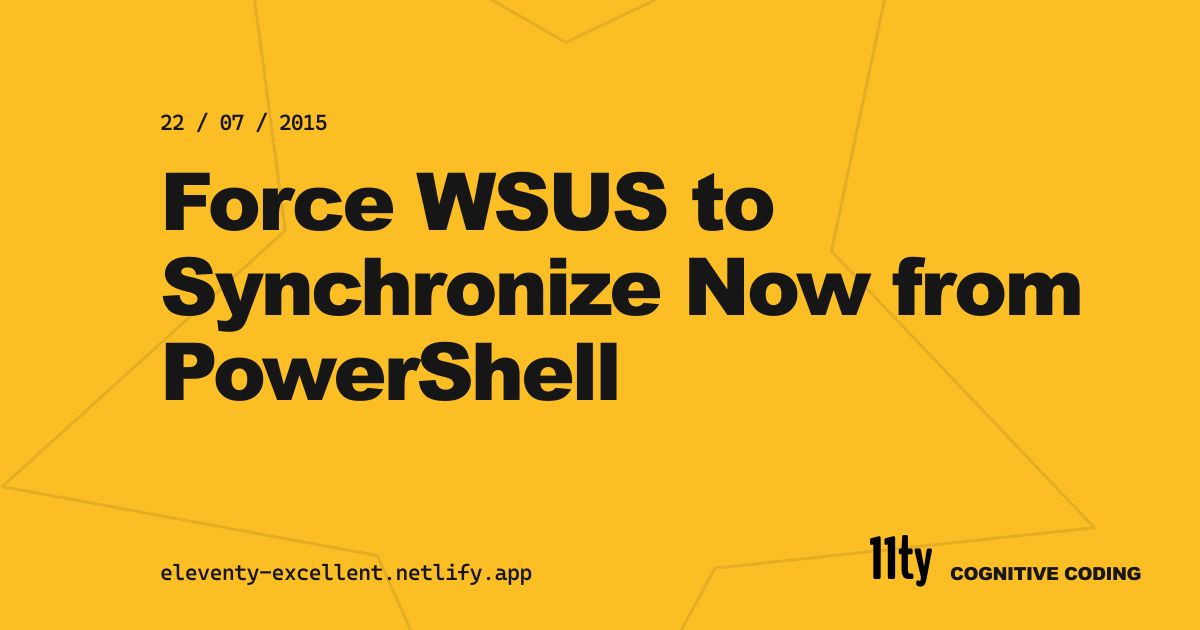 22 / 07 / 2015
Force WSUS to
Synchronize Now from
PowerShell
eleventy-excellent.netlify.app
11ty COGNITIVE CODING